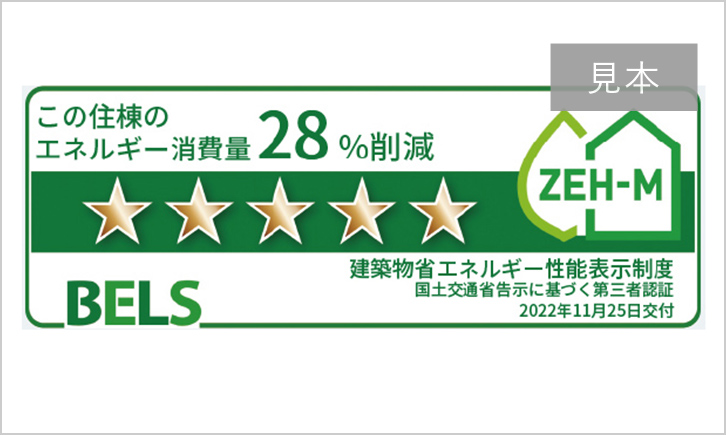 見本
この住棟の
エネルギー消費量 28 %削減
ZEH-M
建築物省エネルギー性能表示制度
国土交通省告示に基づく第三者認証
2022年11月25日交付
BELS